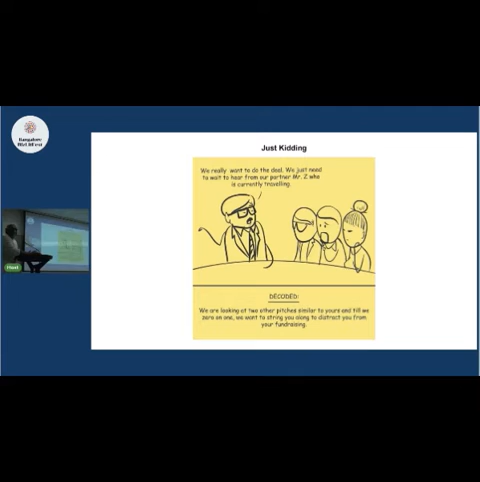 Just Kidding
We really want to do the deal. We just need
to wait to hear from our partner Mr. Z who
is currently travelling.
DECODED:
We are looking at two other pitches similar to yours and till we
zero on one, we want to string you along to distract you from
your fundraising.